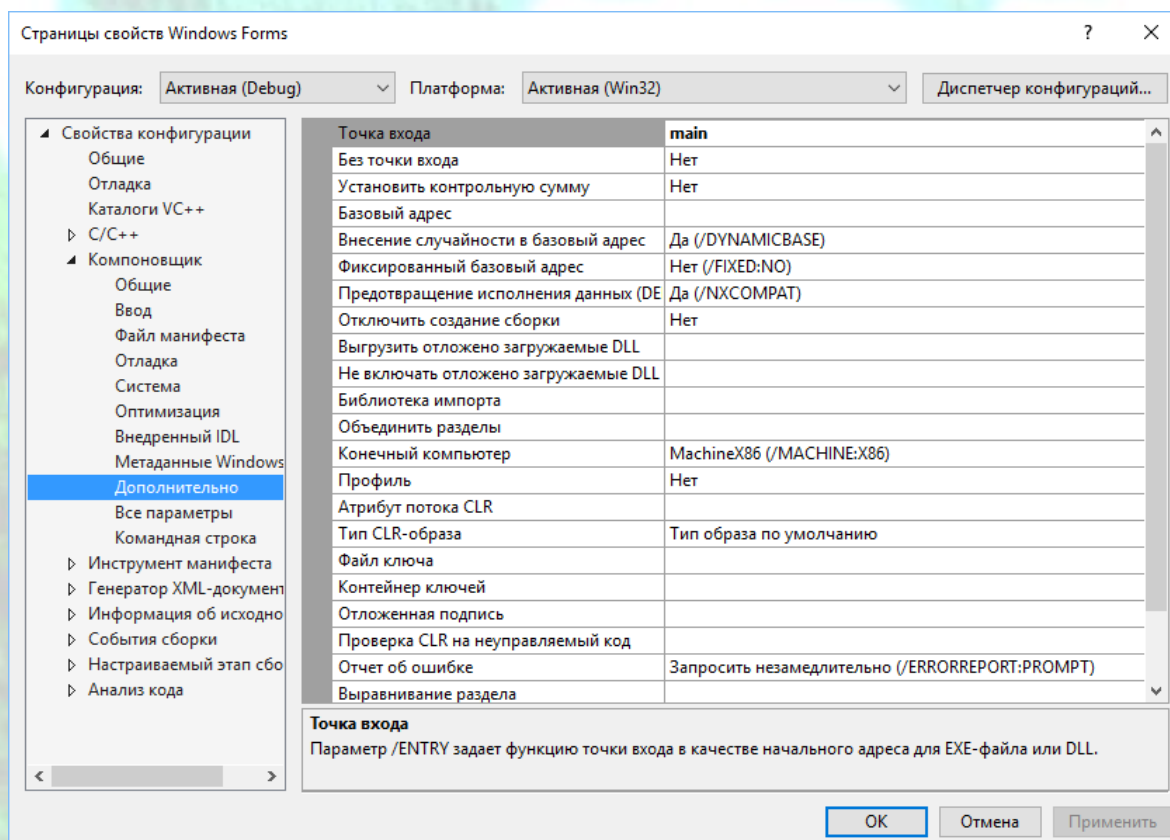 Страницы свойств Windows Forms
?
Конфигурация: Активная (Debug) Платформа: Активная (Win32) Диспетчер конфигураций...
Свойства конфигурации
Общие
Отладка
Каталоги VC++
C/C++
Компоновщик
Общие
Ввод
Файл манифеста
Отладка
Система
Оптимизация
Внедренный IDL
Метаданные Windows
Дополнительно
Все параметры
Командная строка
Инструмент манифеста
Генератор XML-документ
Информация об исходно
События сборки
Настраиваемый этап сбо
Анализ кода
Точка входа main
Без точки входа Нет
Установить контрольную сумму Нет
Базовый адрес
Внесение случайности в базовый адрес Да (/DYNAMICBASE)
Фиксированный базовый адрес Нет (/FIXED:NO)
Предотвращение исполнения данных (DE Да (/NXCOMPAT)
Отключить создание сборки Нет
Выгрузить отложено загружаемые DLL
Не включать отложено загружаемые DLL
Библиотека импорта
Объединить разделы
Конечный компьютер MachineX86 (/MACHINE:X86)
Профиль Нет
Атрибут потока CLR
Тип CLR-образа Тип образа по умолчанию
Файл ключа
Контейнер ключей
Отложенная подпись
Проверка CLR на неуправляемый код
Отчет об ошибке Запросить незамедлительно (/ERRORREPORT:PROMPT)
Выравнивание раздела
Точка входа
Параметр /ENTRY задает функцию точки входа в качестве начального адреса для EXE-файла или DLL.
OK Отмена Применить